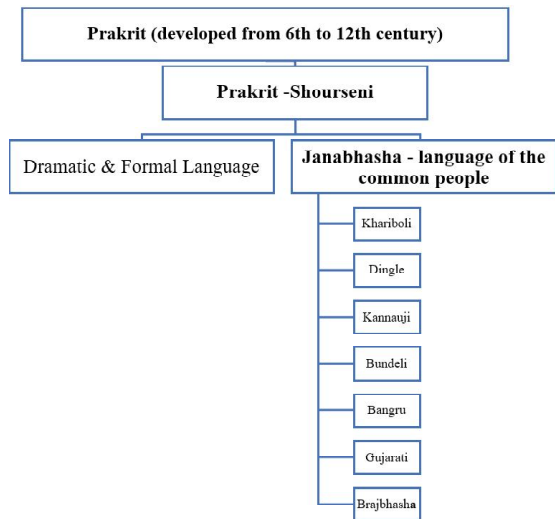 Prakrit (developed from 6th to 12th century)
Prakrit -Shourseni
Dramatic & Formal Language
Janabhasha - language of the
common people
Khariboli
Dingle
Kannauji
Bundeli
Bangru
Gujarati
Brajbhasha